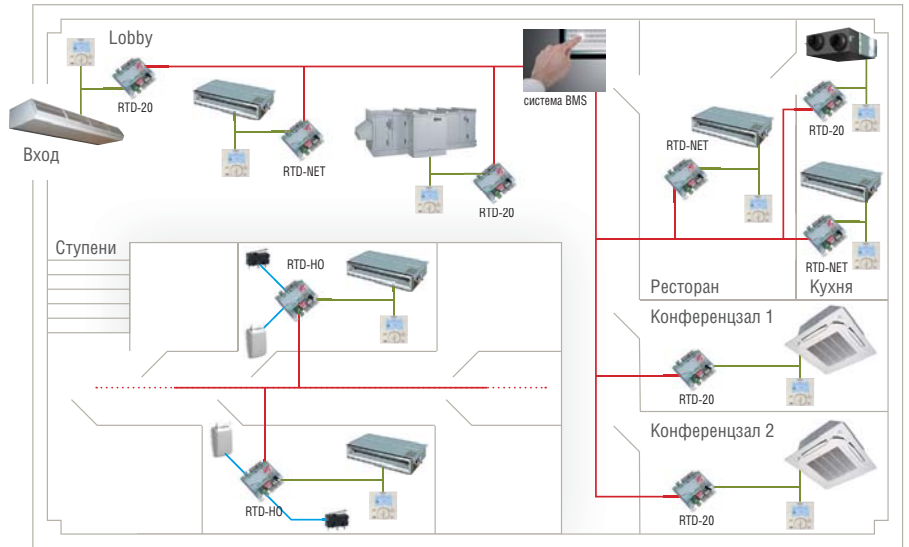 Lobby
RTD-20
Вход
RTD-NET
RTD-20
система BMS
RTD-NET
RTD-20
RTD-NET
Ресторан
Кухня
Ступени
RTD-HO
RTD-HO
Конференцзал 1
RTD-20
Конференцзал 2
RTD-20